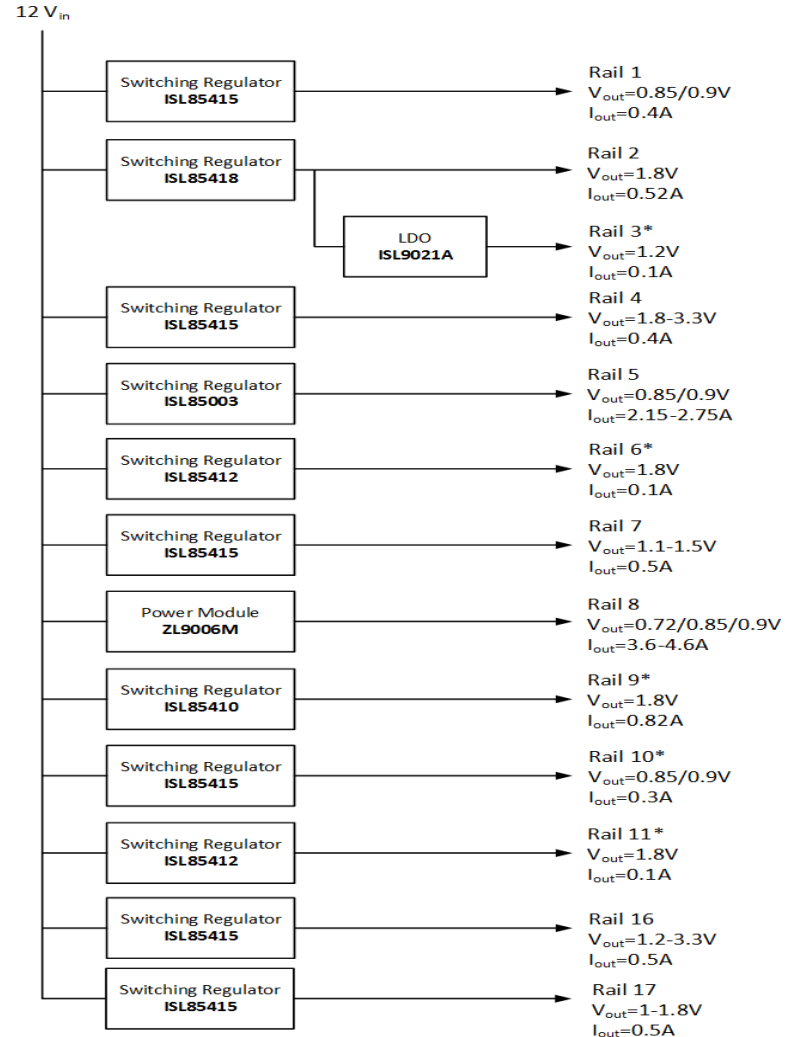 12 Vin
Switching Regulator
ISL85415
Rail 1
Vout=0.85/0.9V
Iout=0.4A
Switching Regulator
ISL85418
Rail 2
Vout=1.8V
Iout=0.52A
LDO
ISL9021A
Rail 3*
Vout=1.2V
Iout=0.1A
Switching Regulator
ISL85415
Rail 4
Vout=1.8-3.3V
Iout=0.4A
Switching Regulator
ISL85003
Rail 5
Vout=0.85/0.9V
Iout=2.15-2.75A
Switching Regulator
ISL85412
Rail 6*
Vout=1.8V
Iout=0.1A
Switching Regulator
ISL85415
Rail 7
Vout=1.1-1.5V
Iout=0.5A
Power Module
ZL9006M
Rail 8
Vout=0.72/0.85/0.9V
Iout=3.6-4.6A
Switching Regulator
ISL85410
Rail 9*
Vout=1.8V
Iout=0.82A
Switching Regulator
ISL85415
Rail 10*
Vout=0.85/0.9V
Iout=0.3A
Switching Regulator
ISL85412
Rail 11*
Vout=1.8V
Iout=0.1A
Switching Regulator
ISL85415
Rail 16
Vout=1.2-3.3V
Iout=0.5A
Switching Regulator
ISL85415
Rail 17
Vout=1-1.8V
Iout=0.5A